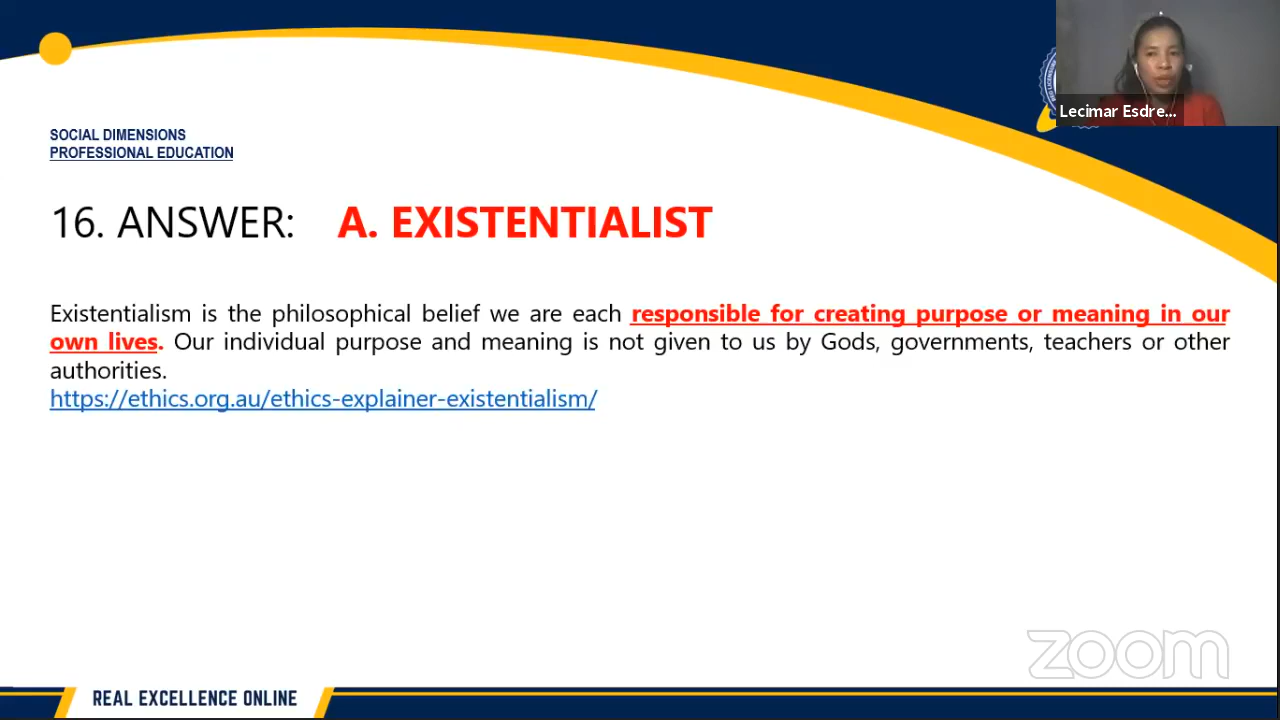 Lecimar Esdre...
SOCIAL DIMENSIONS
PROFESSIONAL EDUCATION
16. ANSWER: A. EXISTENTIALIST
Existentialism is the philosophical belief we are each responsible for creating purpose or meaning in our
own lives. Our individual purpose and meaning is not given to us by Gods, governments, teachers or other
authorities.
https://ethics.org.au/ethics-explainer-existentialism/
zoom
REAL EXCELLENCE ONLINE